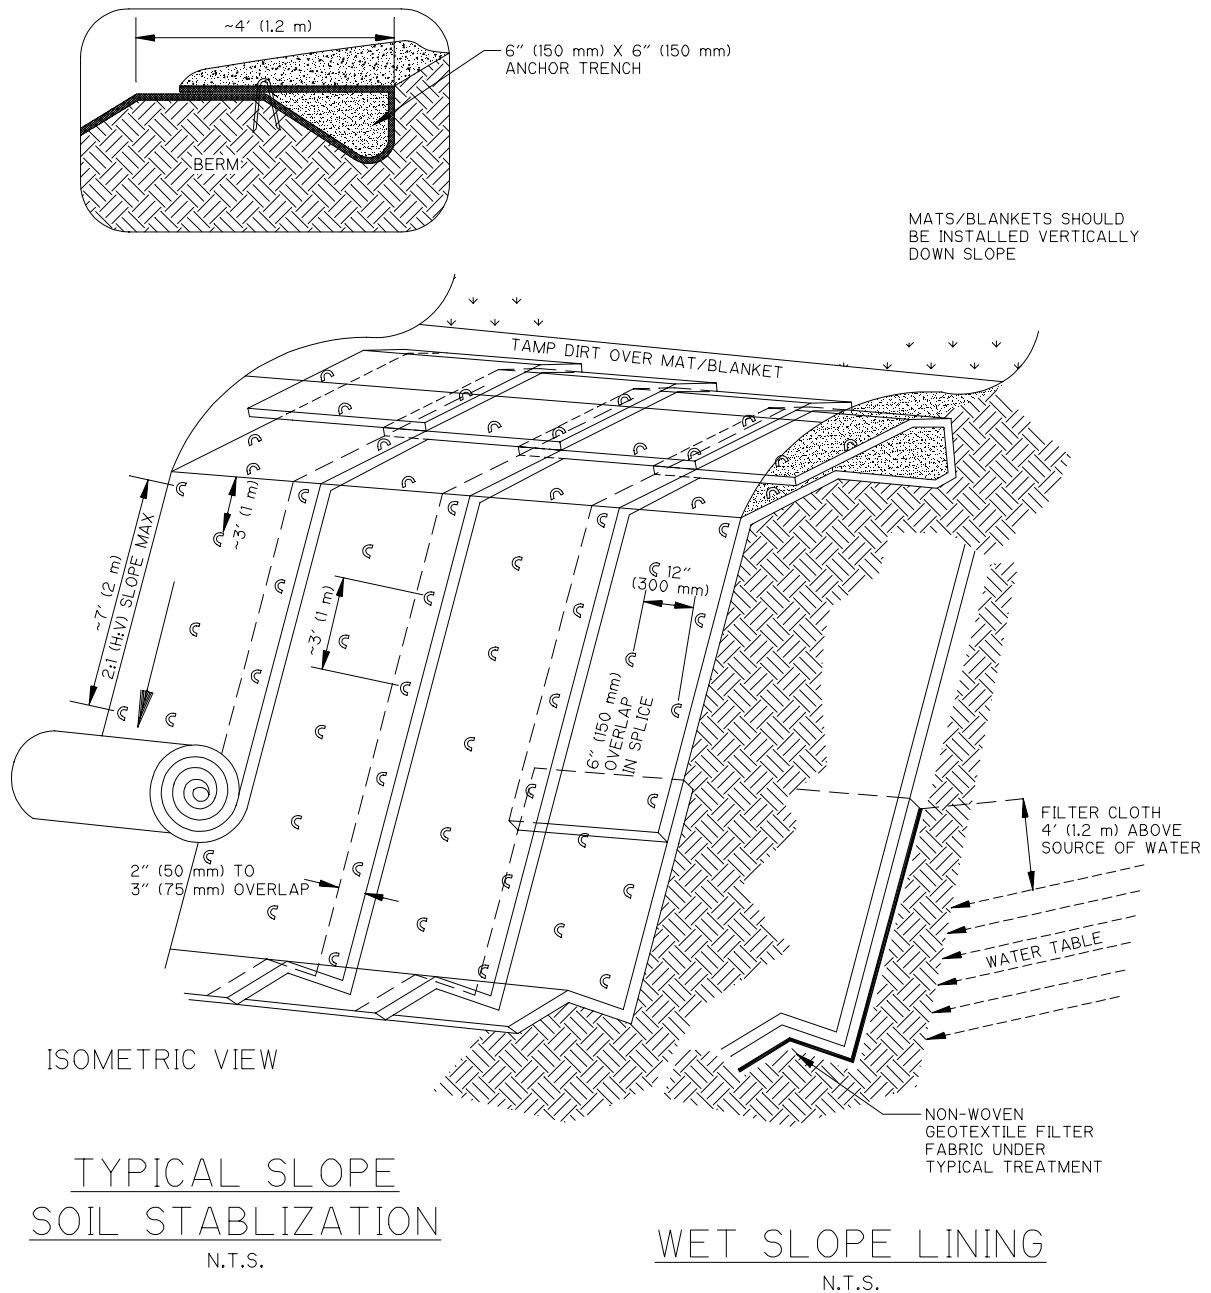 ~4' (1.2 m)
6" (150 mm) X 6" (150 mm)
ANCHOR TRENCH
BERM
MATS/BLANKETS SHOULD
BE INSTALLED VERTICALLY
DOWN SLOPE
TAMP DIRT OVER MAT/BLANKET
~3' (1 m)
~7' (2 m)
2:1 (H:V) SLOPE MAX
~3' (1 m)
12"
(300 mm)
6" (150 mm)
OVERLAP
IN SPLICE
2" (50 mm) TO
3" (75 mm) OVERLAP
FILTER CLOTH
4' (1.2 m) ABOVE
SOURCE OF WATER
WATER TABLE
ISOMETRIC VIEW
NON-WOVEN
GEOTEXTILE FILTER
FABRIC UNDER
TYPICAL TREATMENT
TYPICAL SLOPE
SOIL STABLIZATION
N.T.S.
WET SLOPE LINING
N.T.S.